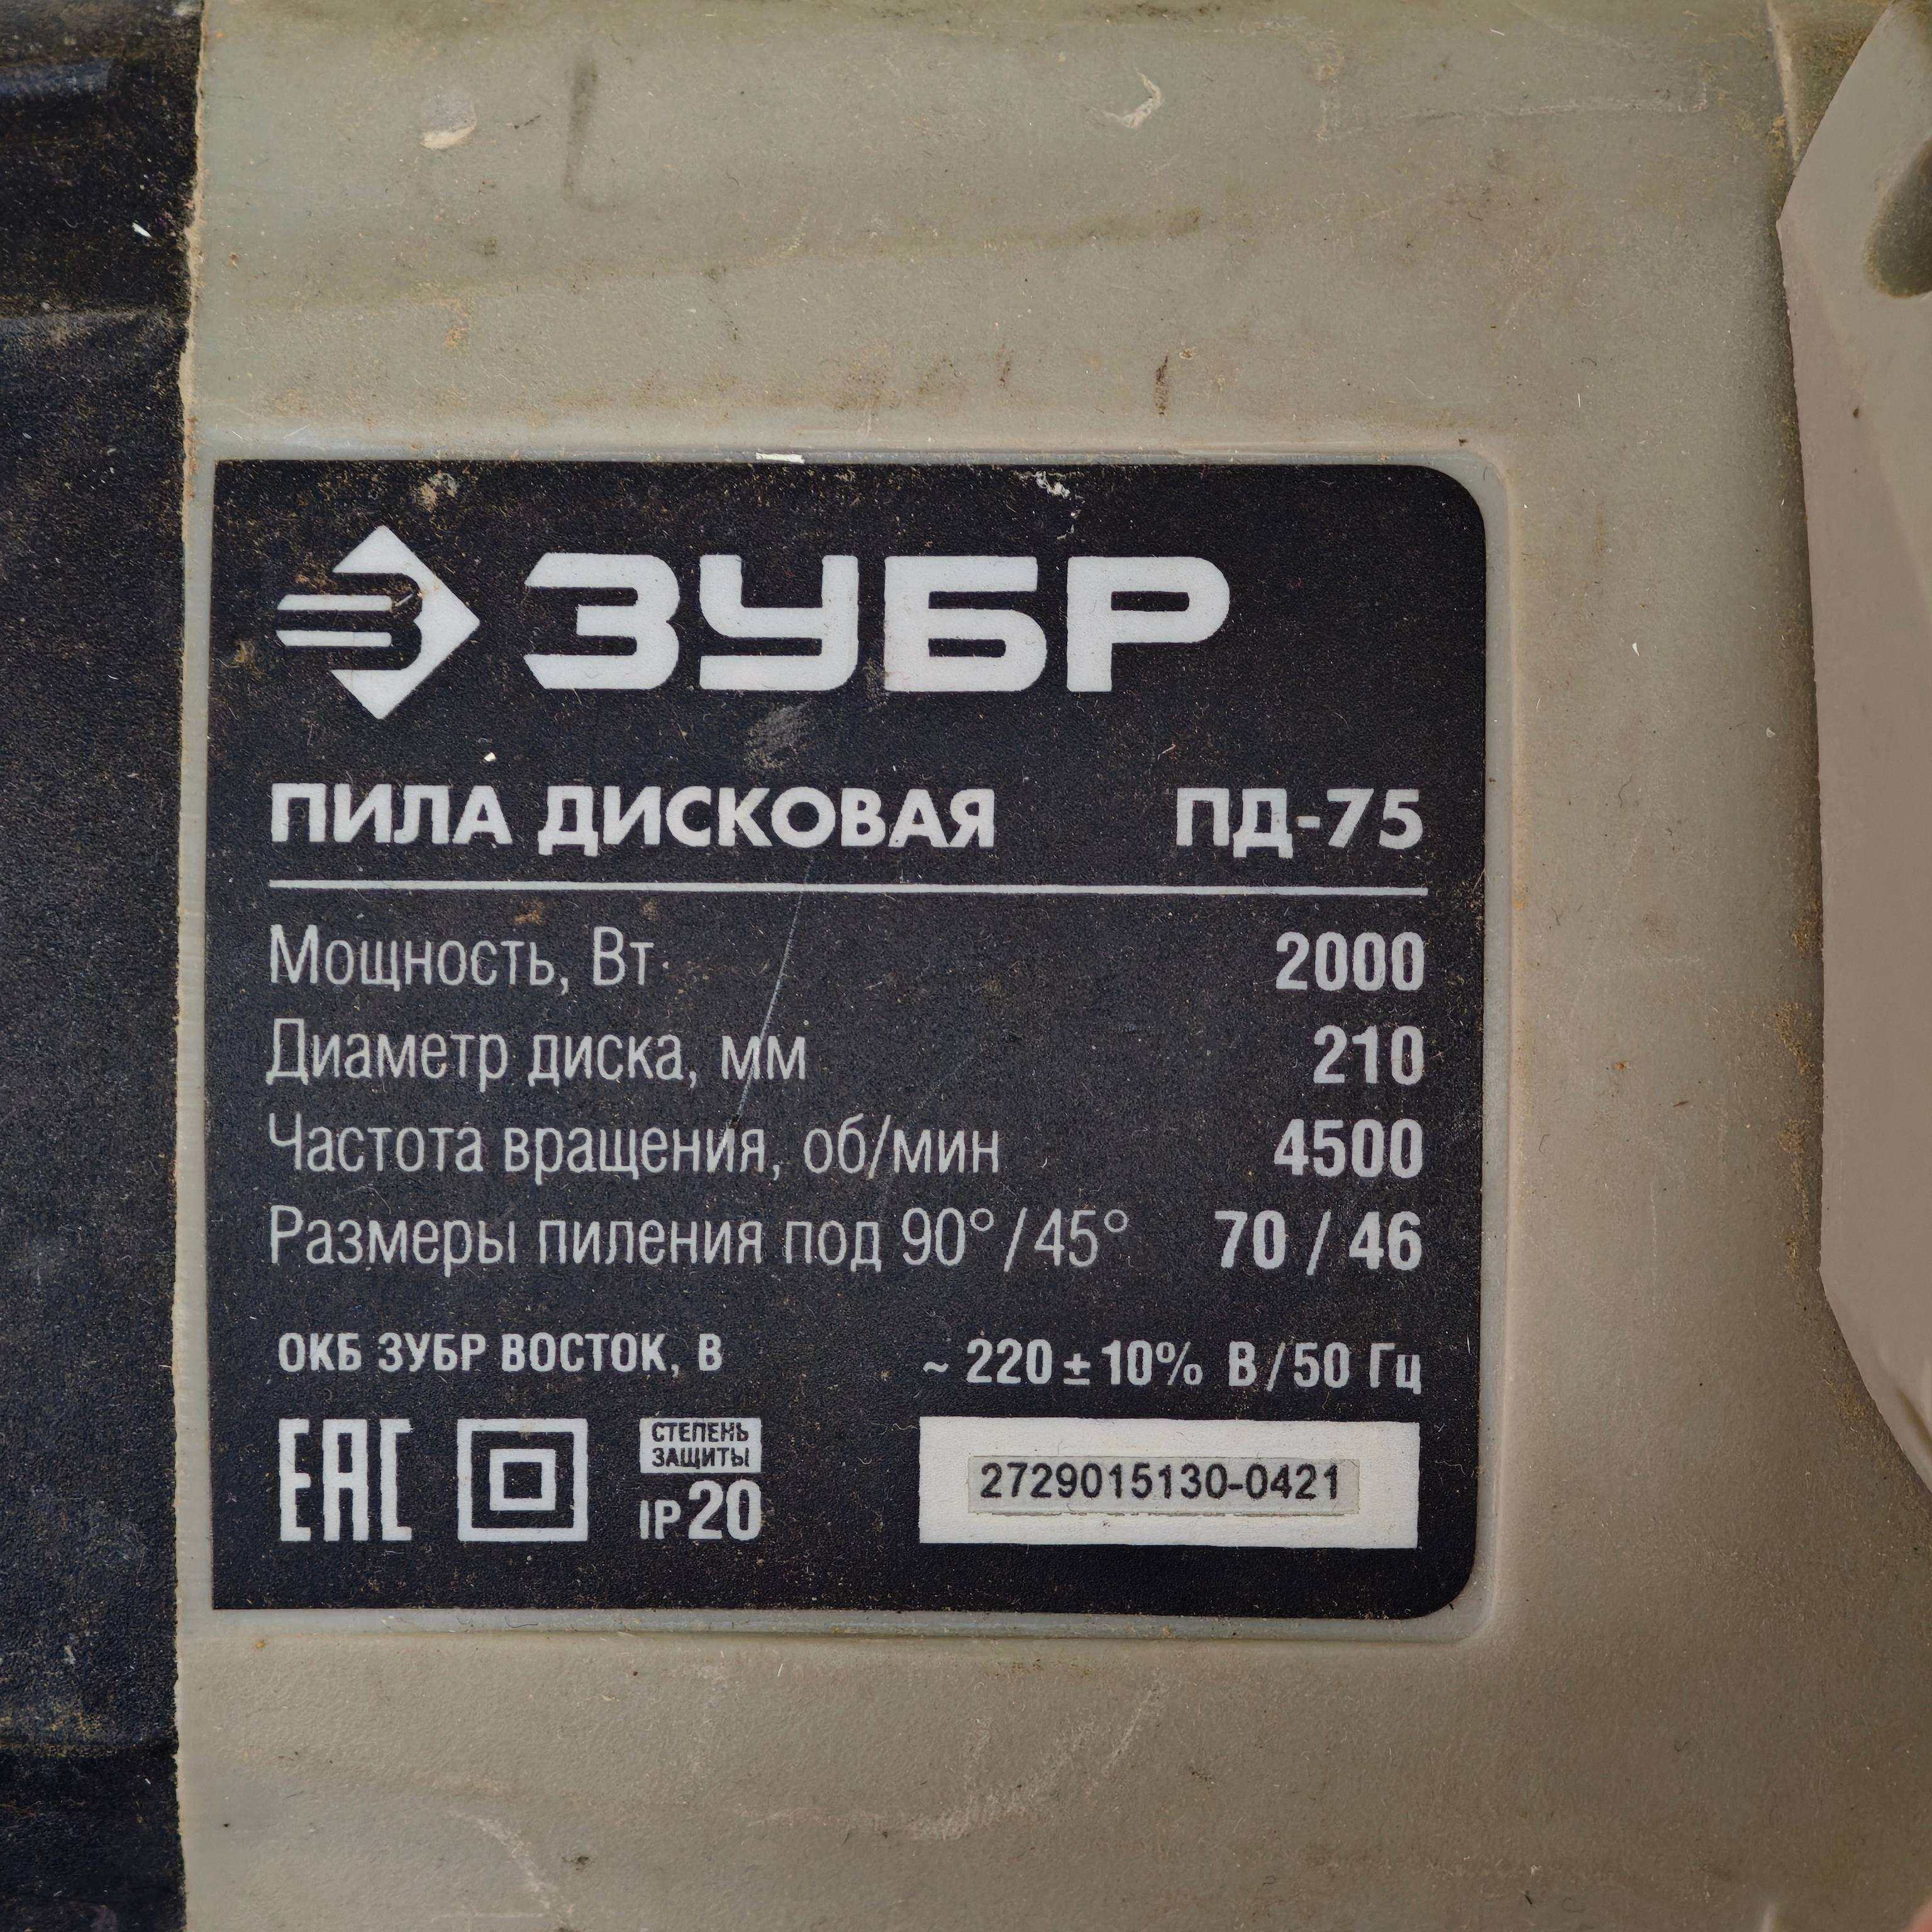 ЗУБР
ПИЛА ДИСКОВАЯ ПД-75
Мощность, Вт 2000
Диаметр диска, мм 210
Частота вращения, об/мин 4500
Размеры пиления под 90°/45° 70 / 46
ОКБ ЗУБР ВОСТОК, В ~ 220±10% В/50 Гц
ЕАС
СТЕПЕНЬ
ЗАЩИТЫ
IP20
2729015130-0421